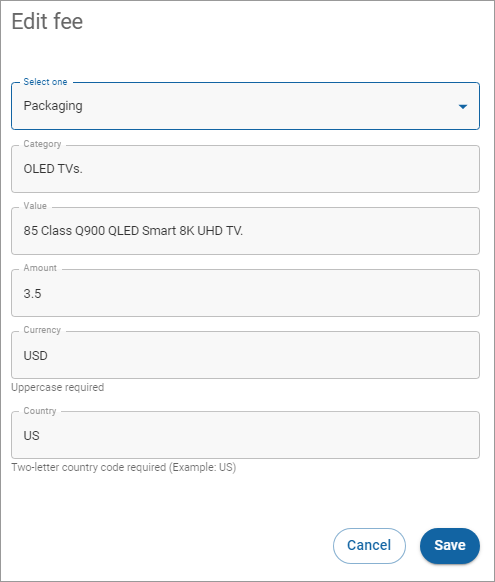 Edit fee
Select one
Packaging
Category
OLED TVs.
Value
85 Class Q900 QLED Smart 8K UHD TV.
Amount
3.5
Currency
USD
Uppercase required
Country
US
Two-letter country code required (Example: US)
Cancel Save